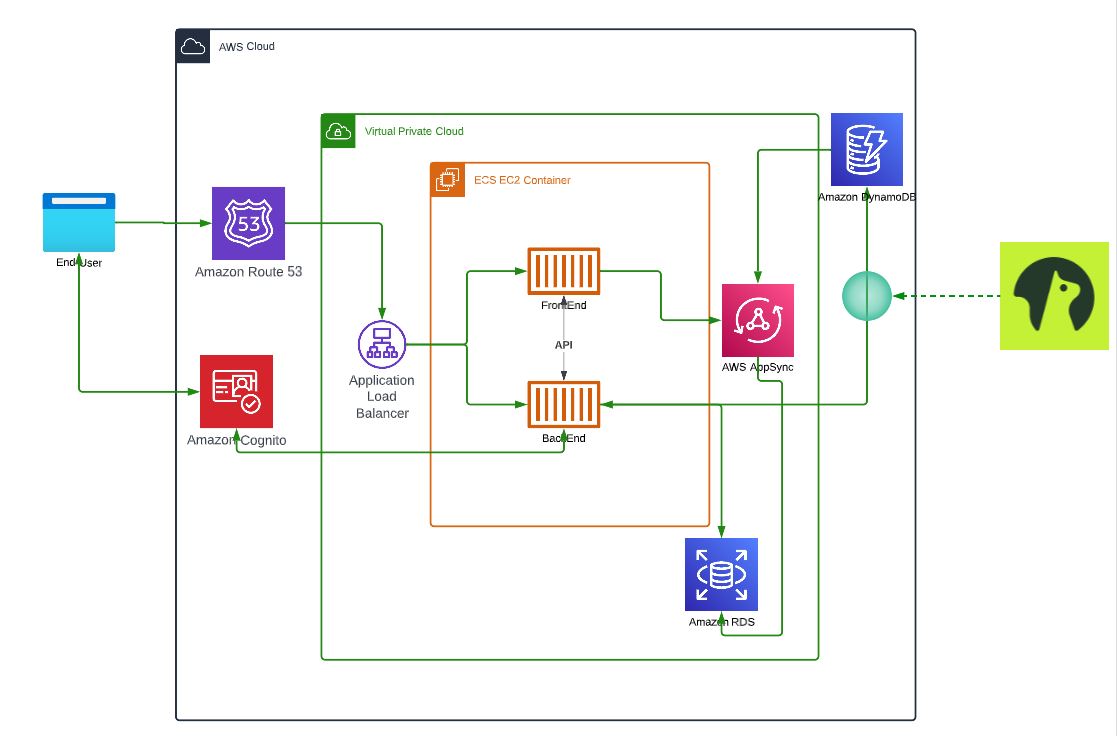 AWS Cloud
Virtual Private Cloud
ECS EC2 Container
Amazon DynamoDB
53
End User
Amazon Route 53
FrontEnd
API
AWS AppSync
Application
Load
Balancer
Amazon Cognito
BackEnd
Amazon RDS